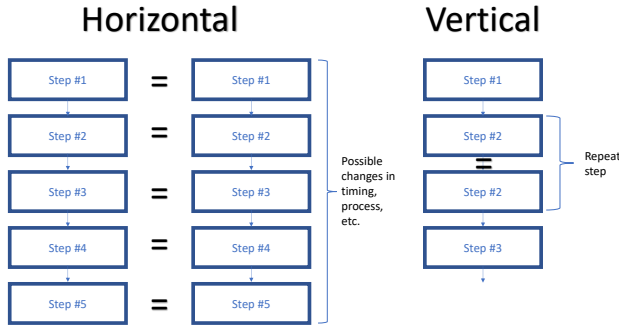 Horizontal
Vertical
Step #1 = Step #1
Step #1
Step #2 = Step #2
Step #2
=
Step #3 = Step #3
Step #2
Step #4 = Step #4
Step #3
Step #5 = Step #5
Possible
changes in
timing,
process,
etc.
Repeat
step